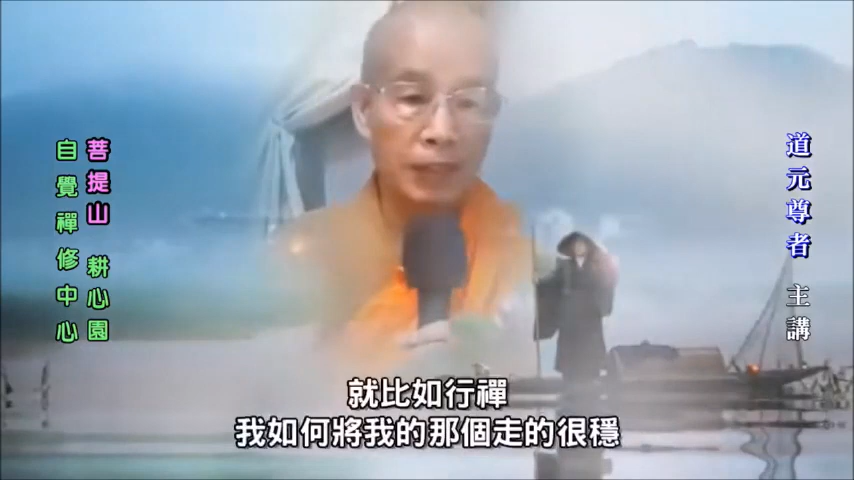 道元尊者 主講
菩提山 耕心園
自覺禪修中心
就比如行禪
我如何將我的那個走的很穩